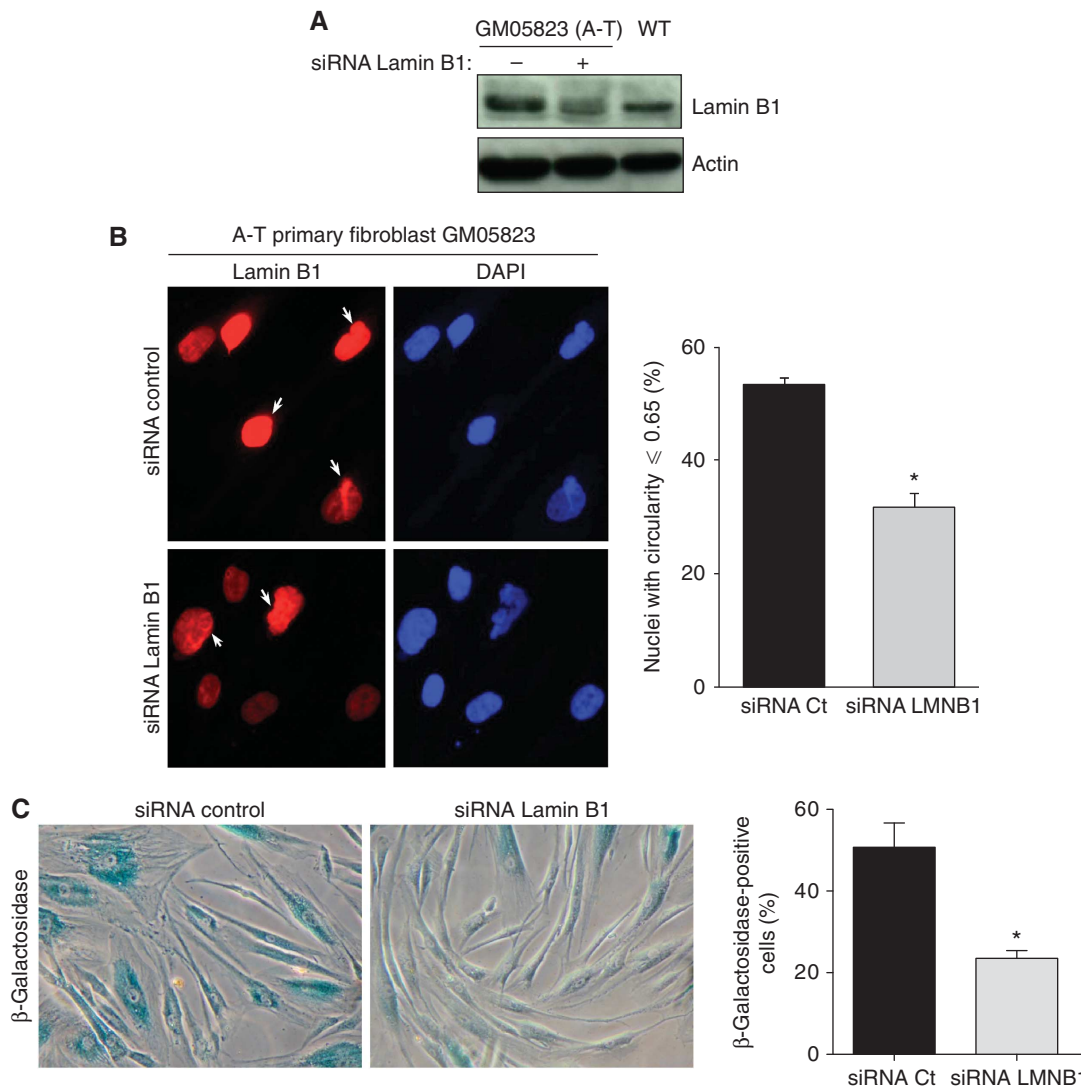 A
GM05823 (A-T) WT
siRNA Lamin B1: – +
Lamin B1
Actin
B
A-T primary fibroblast GM05823
Lamin B1 DAPI
siRNA control
siRNA Lamin B1
Nuclei with circularity ⩽ 0.65 (%)
60
40
20
0
*
siRNA Ct siRNA LMNB1
C
siRNA control siRNA Lamin B1
β-Galactosidase
β-Galactosidase-positive
cells (%)
60
40
20
0
*
siRNA Ct siRNA LMNB1